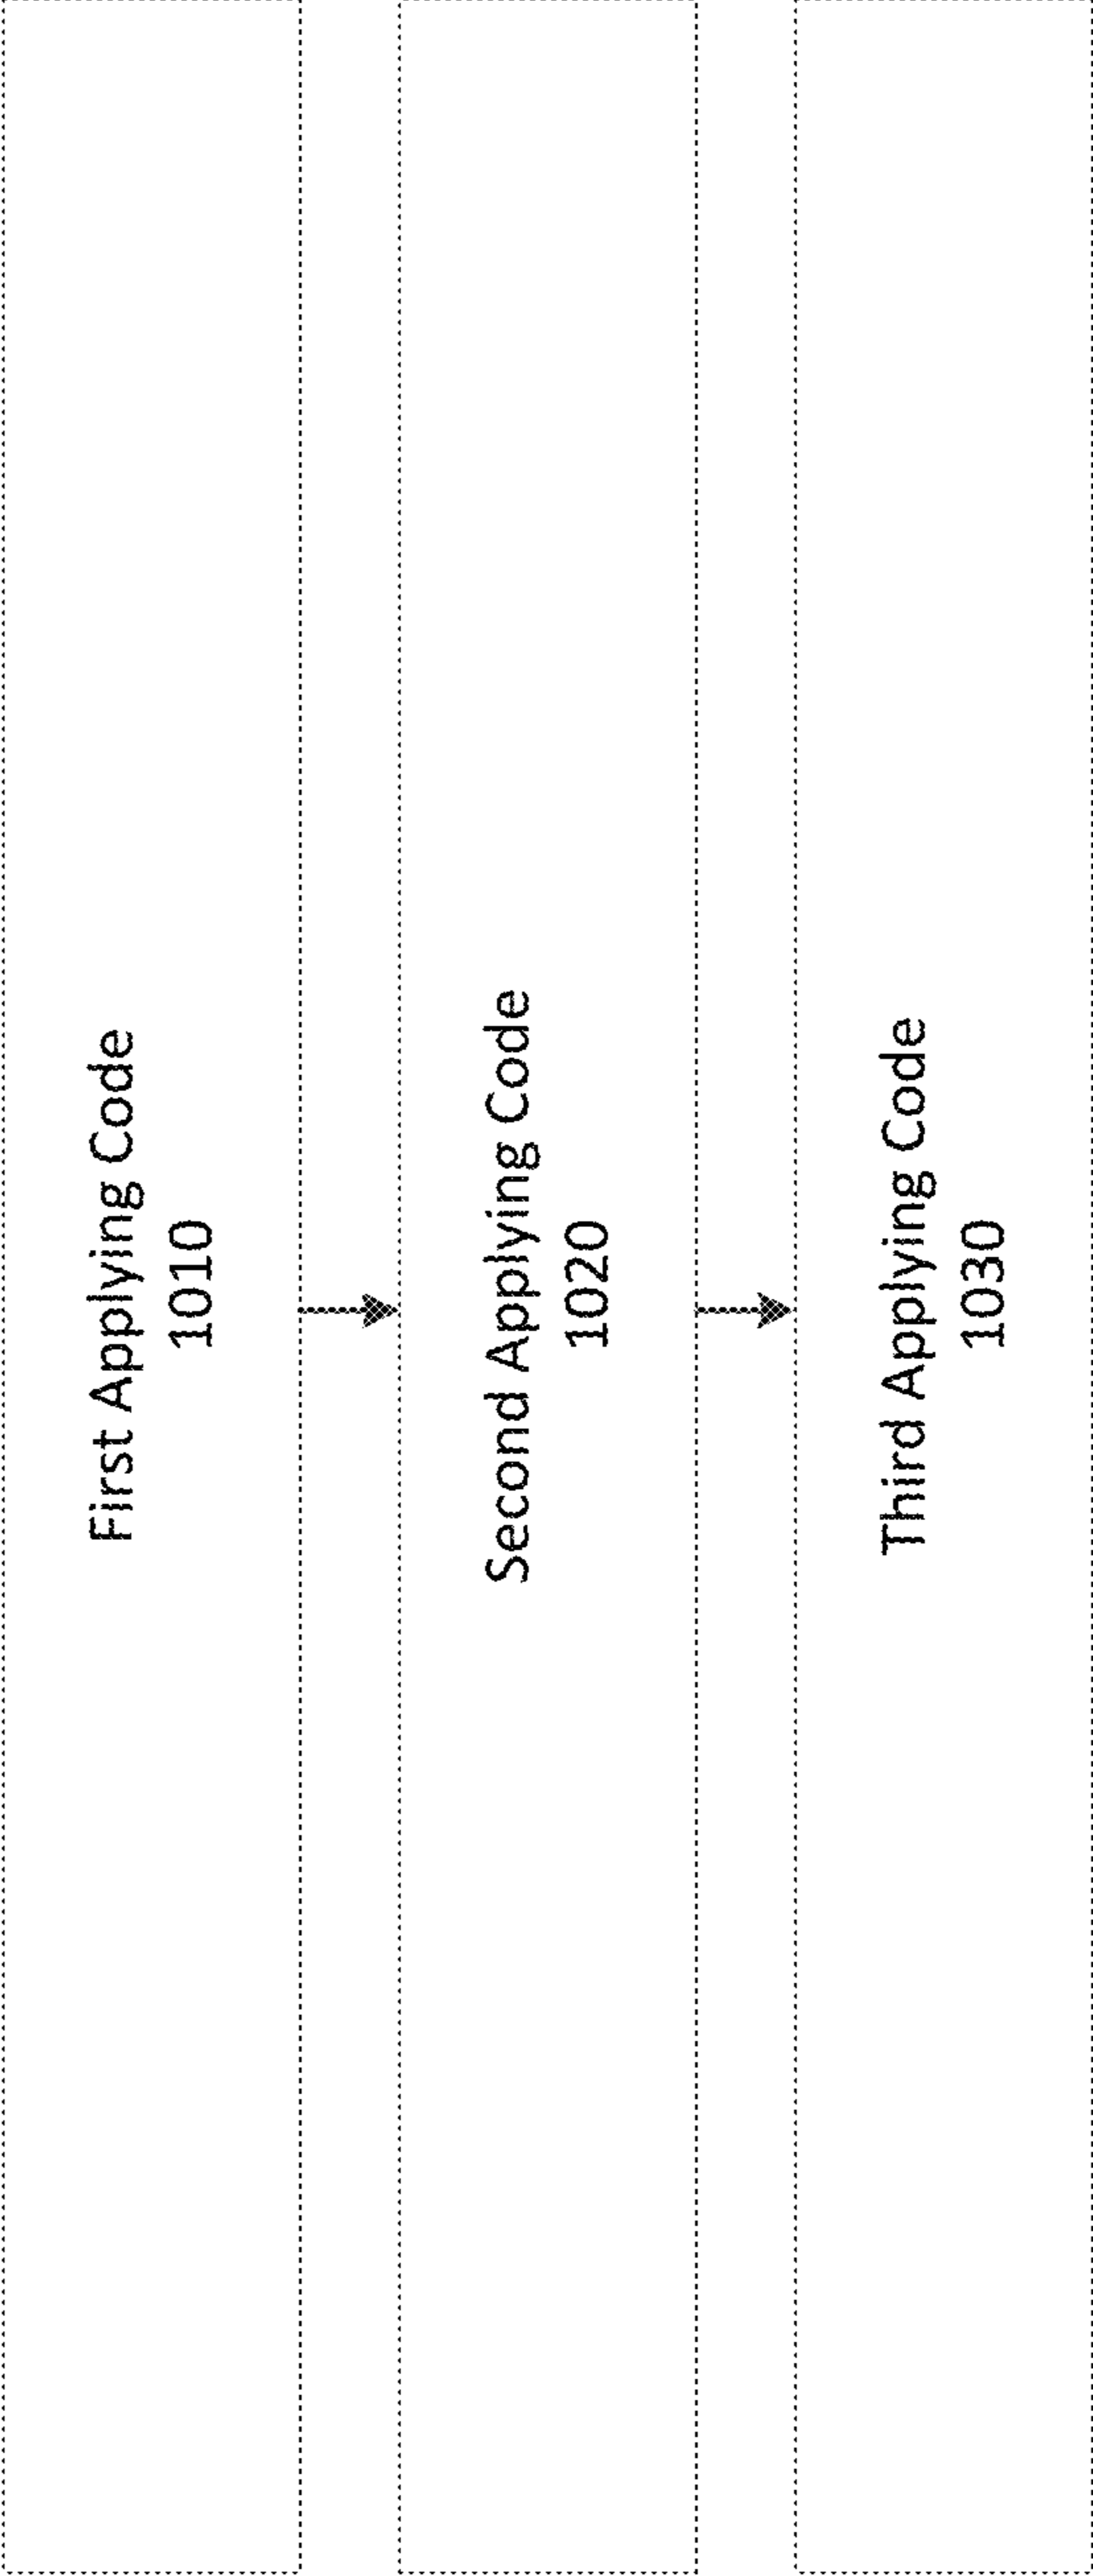 First Applying Code
1010
Second Applying Code
1020
Third Applying Code
1030